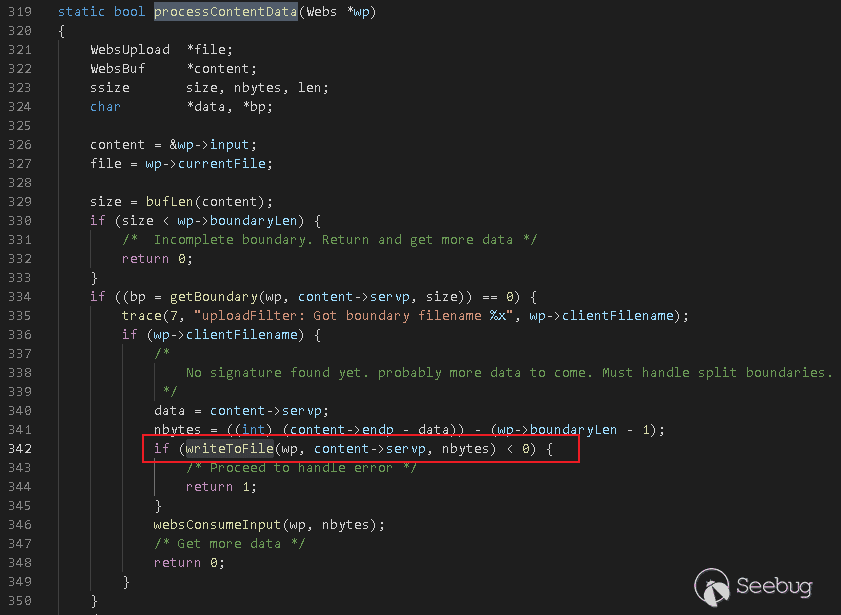 319 static bool processContentData(Webs *wp)
320 {
321 WebsUpload *file;
322 WebsBuf *content;
323 ssize size, nbytes, len;
324 char *data, *bp;
325
326 content = &wp->input;
327 file = wp->currentFile;
328
329 size = bufLen(content);
330 if (size < wp->boundaryLen) {
331 /* Incomplete boundary. Return and get more data */
332 return 0;
333 }
334 if ((bp = getBoundary(wp, content->servp, size)) == 0) {
335 trace(7, "uploadFilter: Got boundary filename %x", wp->clientFilename);
336 if (wp->clientFilename) {
337 /*
338 No signature found yet. probably more data to come. Must handle split boundaries.
339 */
340 data = content->servp;
341 nbytes = ((int) (content->endp - data)) - (wp->boundaryLen - 1);
342 if (writeToFile(wp, content->servp, nbytes) < 0) {
343 /* Proceed to handle error */
344 return 1;
345 }
346 websConsumeInput(wp, nbytes);
347 /* Get more data */
348 return 0;
349 }
350 }
Seebug